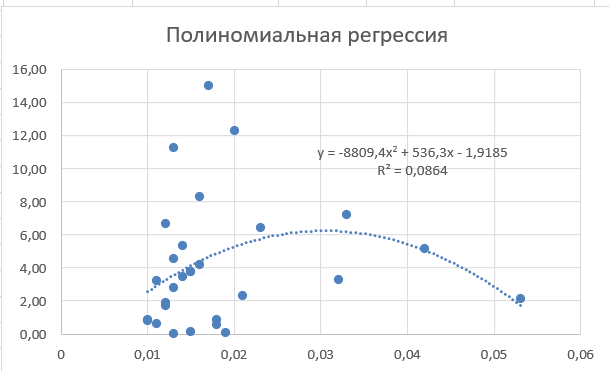 Полиномиальная регрессия
16,00
14,00
12,00
10,00
8,00
6,00
4,00
2,00
0,00
y = -8809,4x² + 536,3x - 1,9185
R² = 0,0864
0 0,01 0,02 0,03 0,04 0,05 0,06